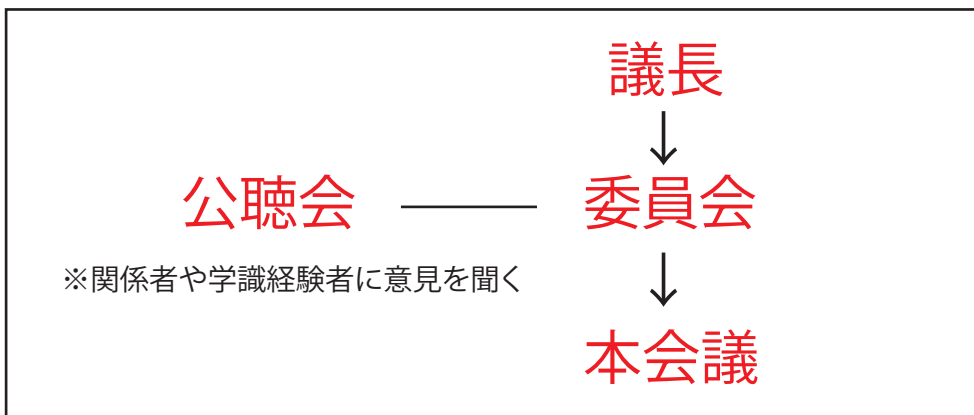 議長
公聴会
委員会
※関係者や学識経験者に意見を聞く
本会議